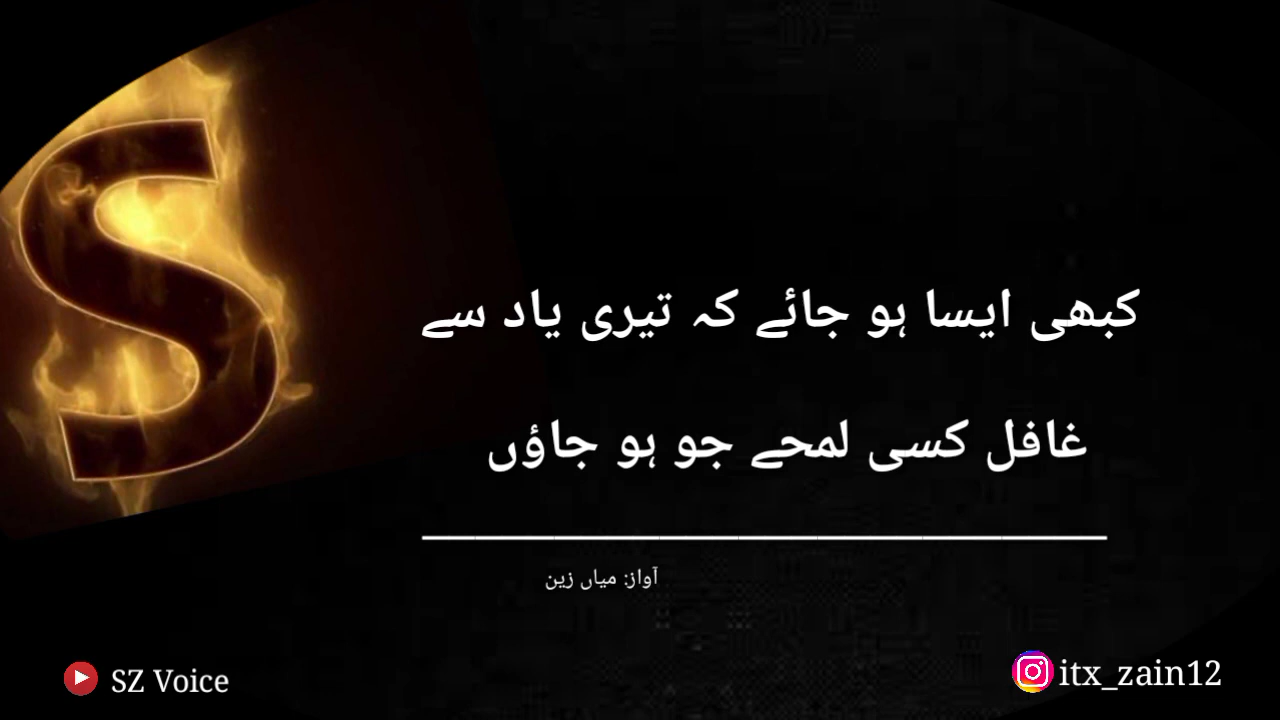 S
کبھی ایسا ہو جائے کہ تیری یاد سے
غافل کسی لمحے جو ہو جاؤں
آواز: میاں زین
SZ Voice
itx_zain12